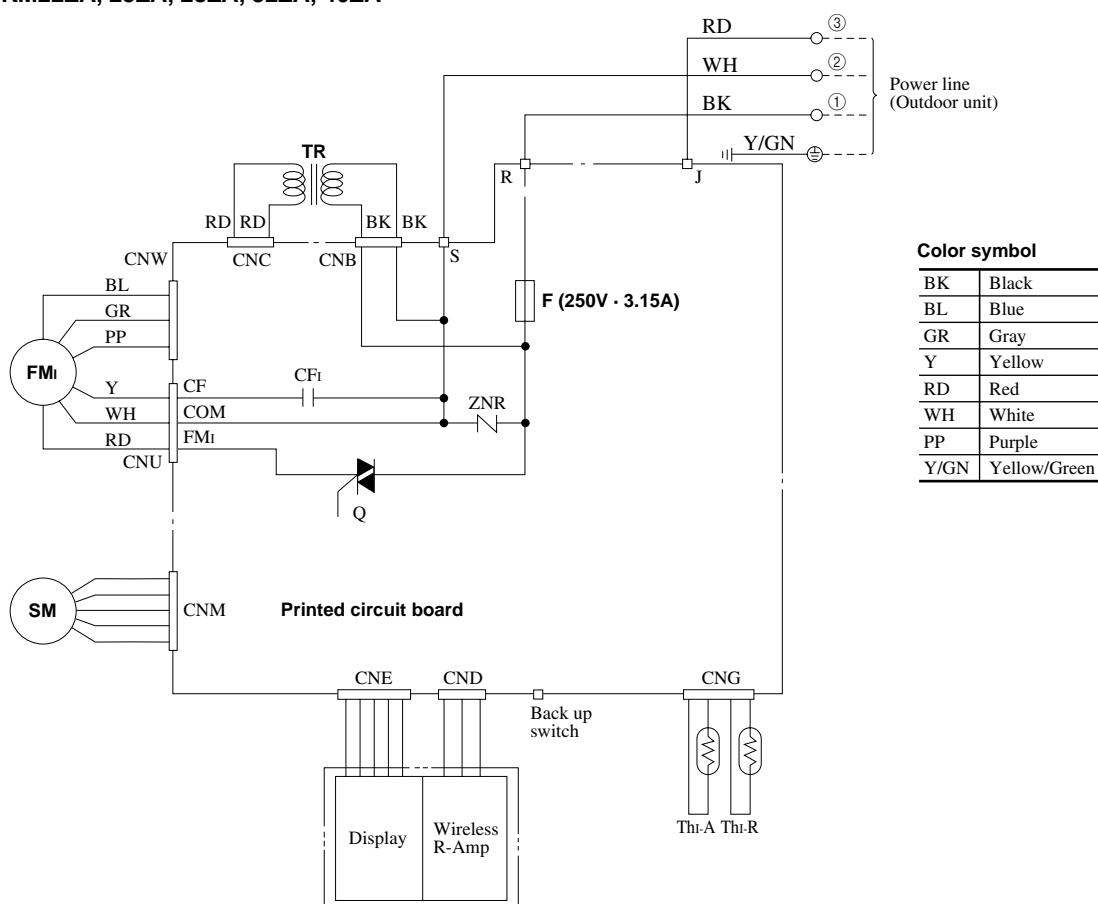 RD ③
WH ②
BK ①
Power line
(Outdoor unit)
Y/GN
TR
R
J
RD RD
BK BK
CNW
CNC
CNB
S
BL
GR
PP
FMI
F (250V · 3.15A)
Y
CF
CFI
WH
COM
ZNR
RD
FMI
CNU
Q
SM
CNM
Printed circuit board
CNE
CND
CNG
Back up
switch
Display
Wireless
R-Amp
ThI-A ThI-R
Color symbol
BK Black
BL Blue
GR Gray
Y Yellow
RD Red
WH White
PP Purple
Y/GN Yellow/Green